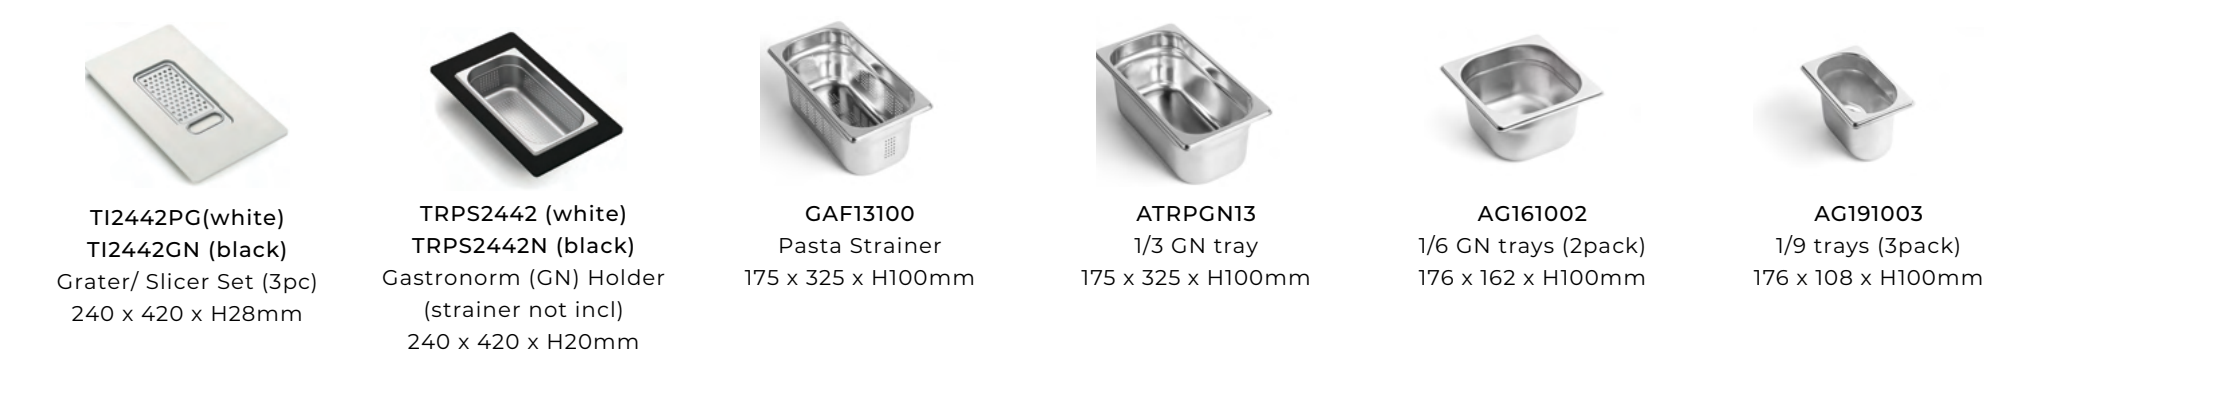 TI2442PG(white)
TI2442GN (black)
Grater/ Slicer Set (3pc)
240 x 420 x H28mm
TRPS2442 (white)
TRPS2442N (black)
Gastronorm (GN) Holder
(strainer not incl)
240 x 420 x H20mm
GAF13100
Pasta Strainer
175 x 325 x H100mm
ATRPGN13
1/3 GN tray
175 x 325 x H100mm
AG161002
1/6 GN trays (2pack)
176 x 162 x H100mm
AG191003
1/9 trays (3pack)
176 x 108 x H100mm